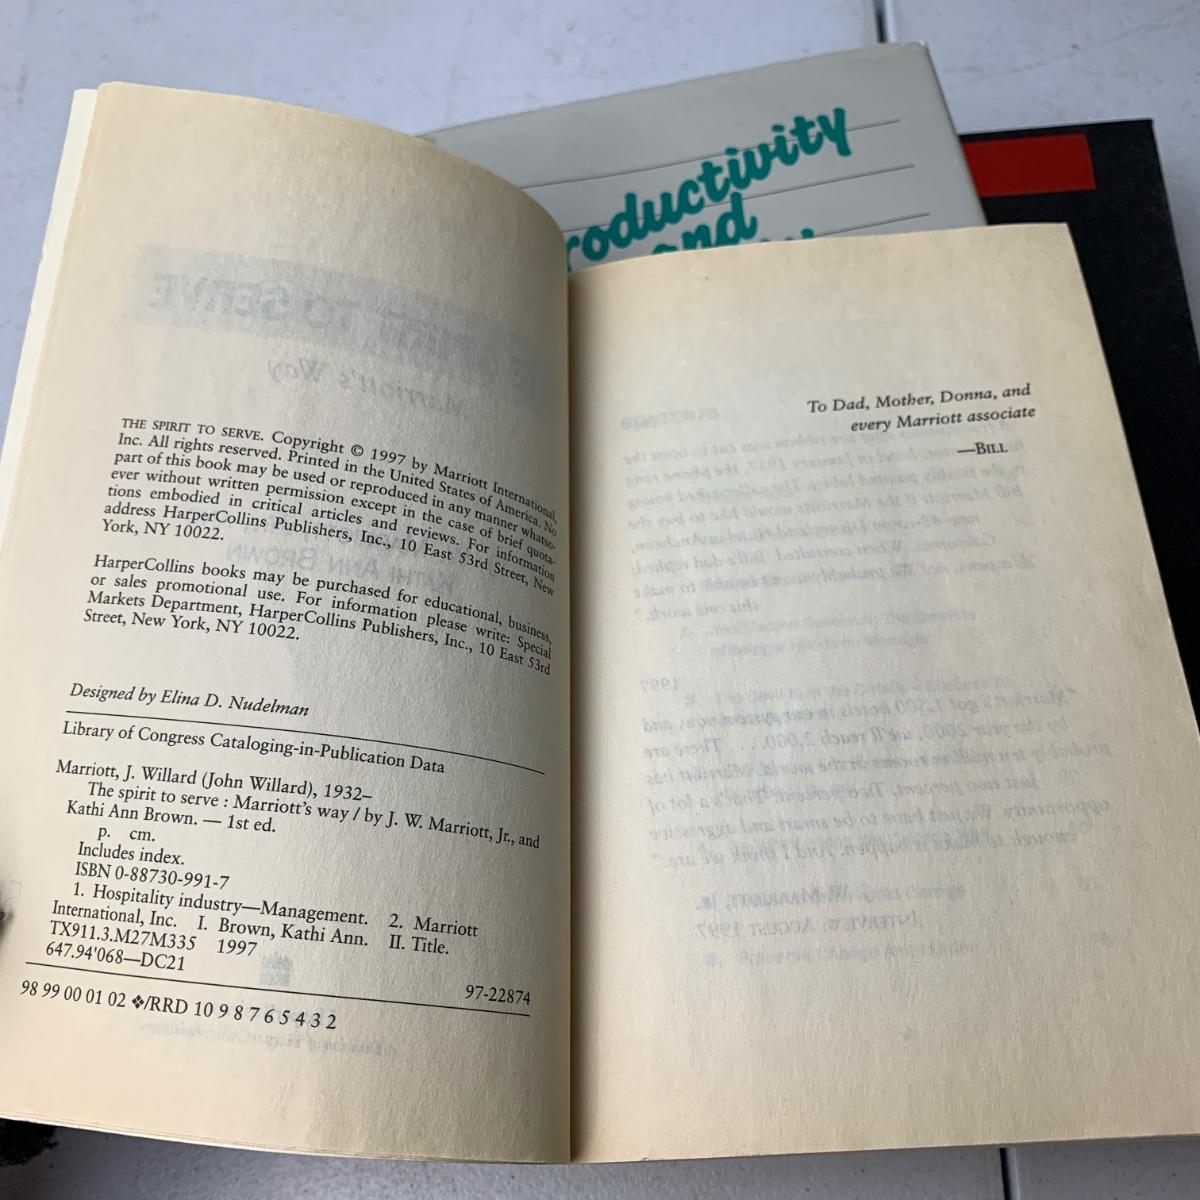 roductivity
and
THE SPIRIT TO SERVE. Copyright © 1997 by Marriott International,
Inc. All rights reserved. Printed in the United States of America. No
part of this book may be used or reproduced in any manner whatso-
ever without written permission except in the case of brief quota-
tions embodied in critical articles and reviews. For information
address HarperCollins Publishers, Inc., 10 East 53rd Street, New
York, NY 10022.
HarperCollins books may be purchased for educational, business,
or sales promotional use. For information please write: Special
Markets Department, HarperCollins Publishers, Inc., 10 East 53rd
Street, New York, NY 10022.
Designed by Elina D. Nudelman
Library of Congress Cataloging-in-Publication Data
Marriott, J. Willard (John Willard), 1932–
The spirit to serve : Marriott's way / by J. W. Marriott, Jr., and
Kathi Ann Brown. — 1st ed.
p. cm.
Includes index.
ISBN 0-88730-991-7
1. Hospitality industry—Management. 2. Marriott
International, Inc. I. Brown, Kathi Ann. II. Title.
TX911.3.M27M335 1997
647.94'068—DC21
97-22874
98 99 00 01 02 ❖/RRD 10 9 8 7 6 5 4 3 2
To Dad, Mother, Donna, and
every Marriott associate
—BILL